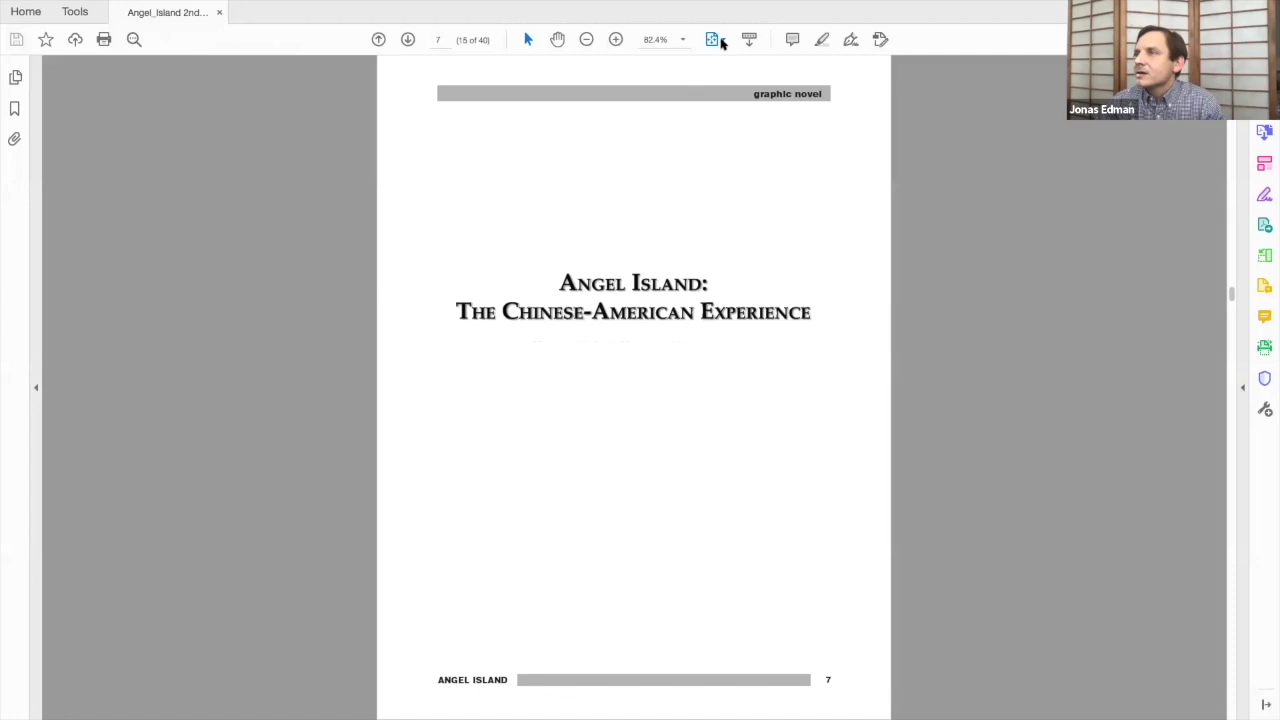 Home
Tools
Angel_Island 2nd...
×
7
(15 of 40)
82.4%
Jonas Edman
graphic novel
ANGEL ISLAND:
THE CHINESE-AMERICAN EXPERIENCE
ANGEL ISLAND
7